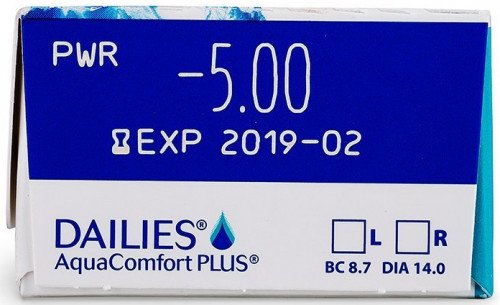 PWR -5.00
EXP 2019-02
DAILIES®
AquaComfort PLUS®
L R
BC 8.7 DIA 14.0